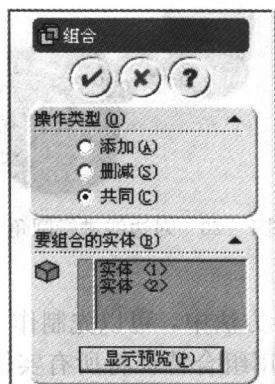 组合
?
操作类型(O)
添加(A)
删减(S)
共同(C)
要组合的实体(B)
实体 <1>
实体 <2>
显示预览(P)